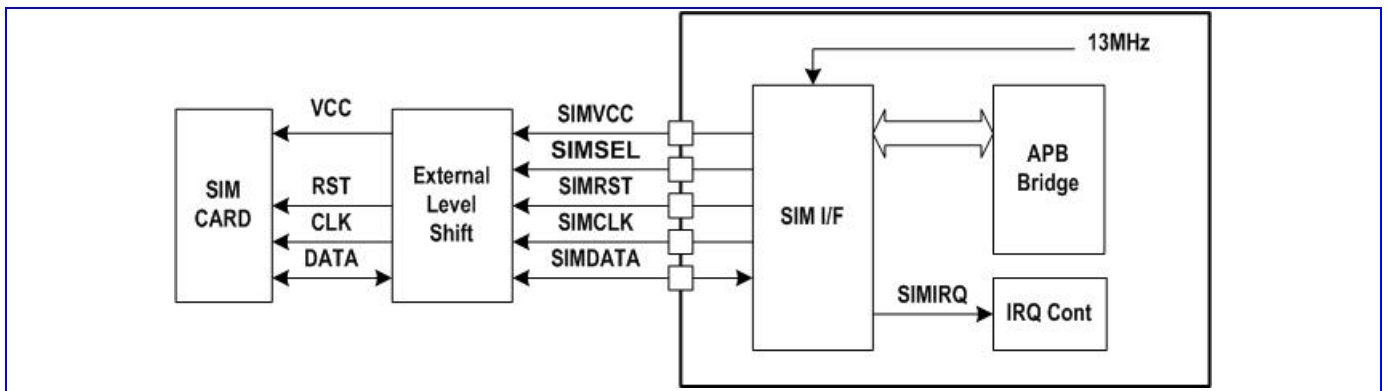 13MHz
VCC
RST
CLK
DATA
SIM
CARD
External
Level
Shift
SIMVCC
SIMSEL
SIMRST
SIMCLK
SIMDATA
SIM I/F
APB
Bridge
SIMIRQ
IRQ Cont